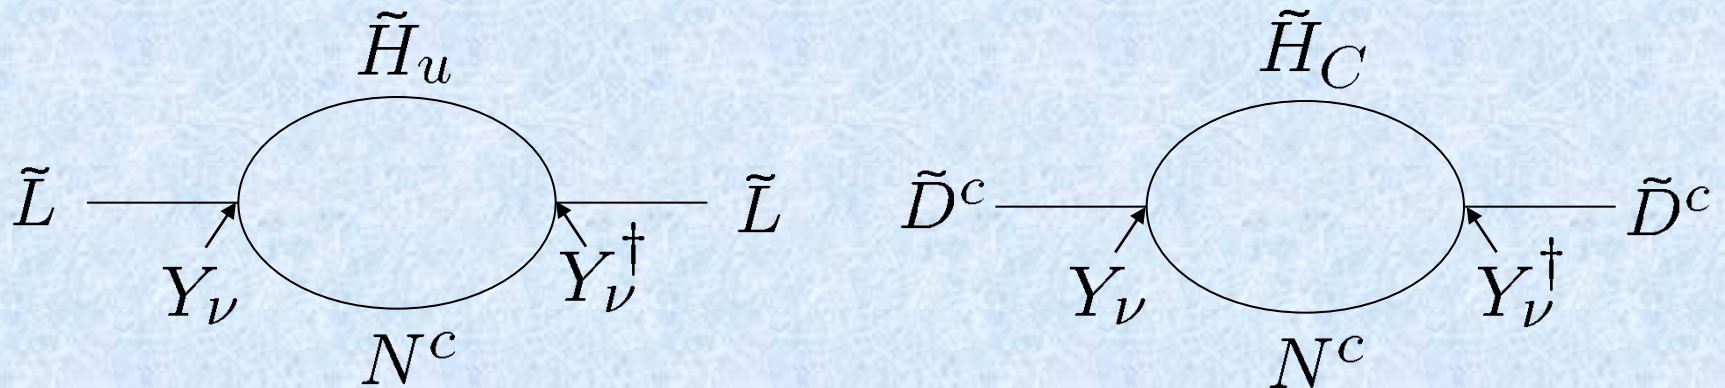 H̃_u H̃_C
L̃ L̃ D̃^c D̃^c
Y_ν Y_ν^† Y_ν Y_ν^†
N^c N^c